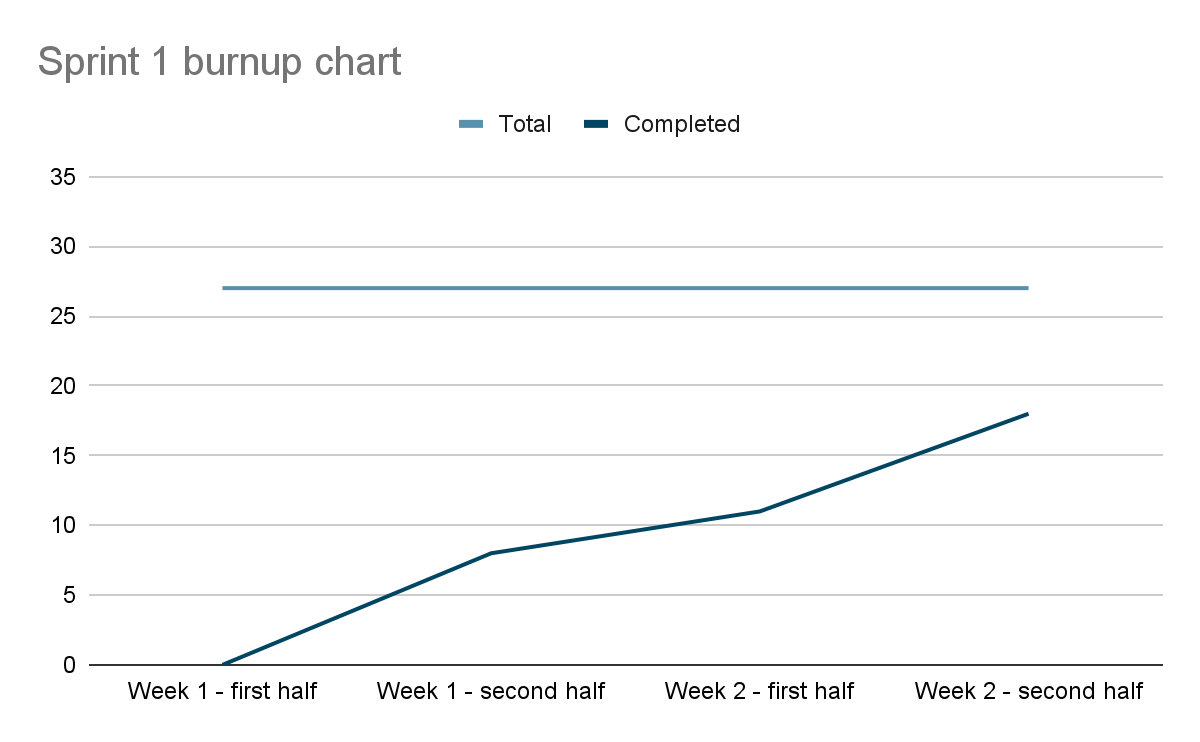 Sprint 1 burnup chart
Total Completed
35
30
25
20
15
10
5
0
Week 1 - first half Week 1 - second half Week 2 - first half Week 2 - second half